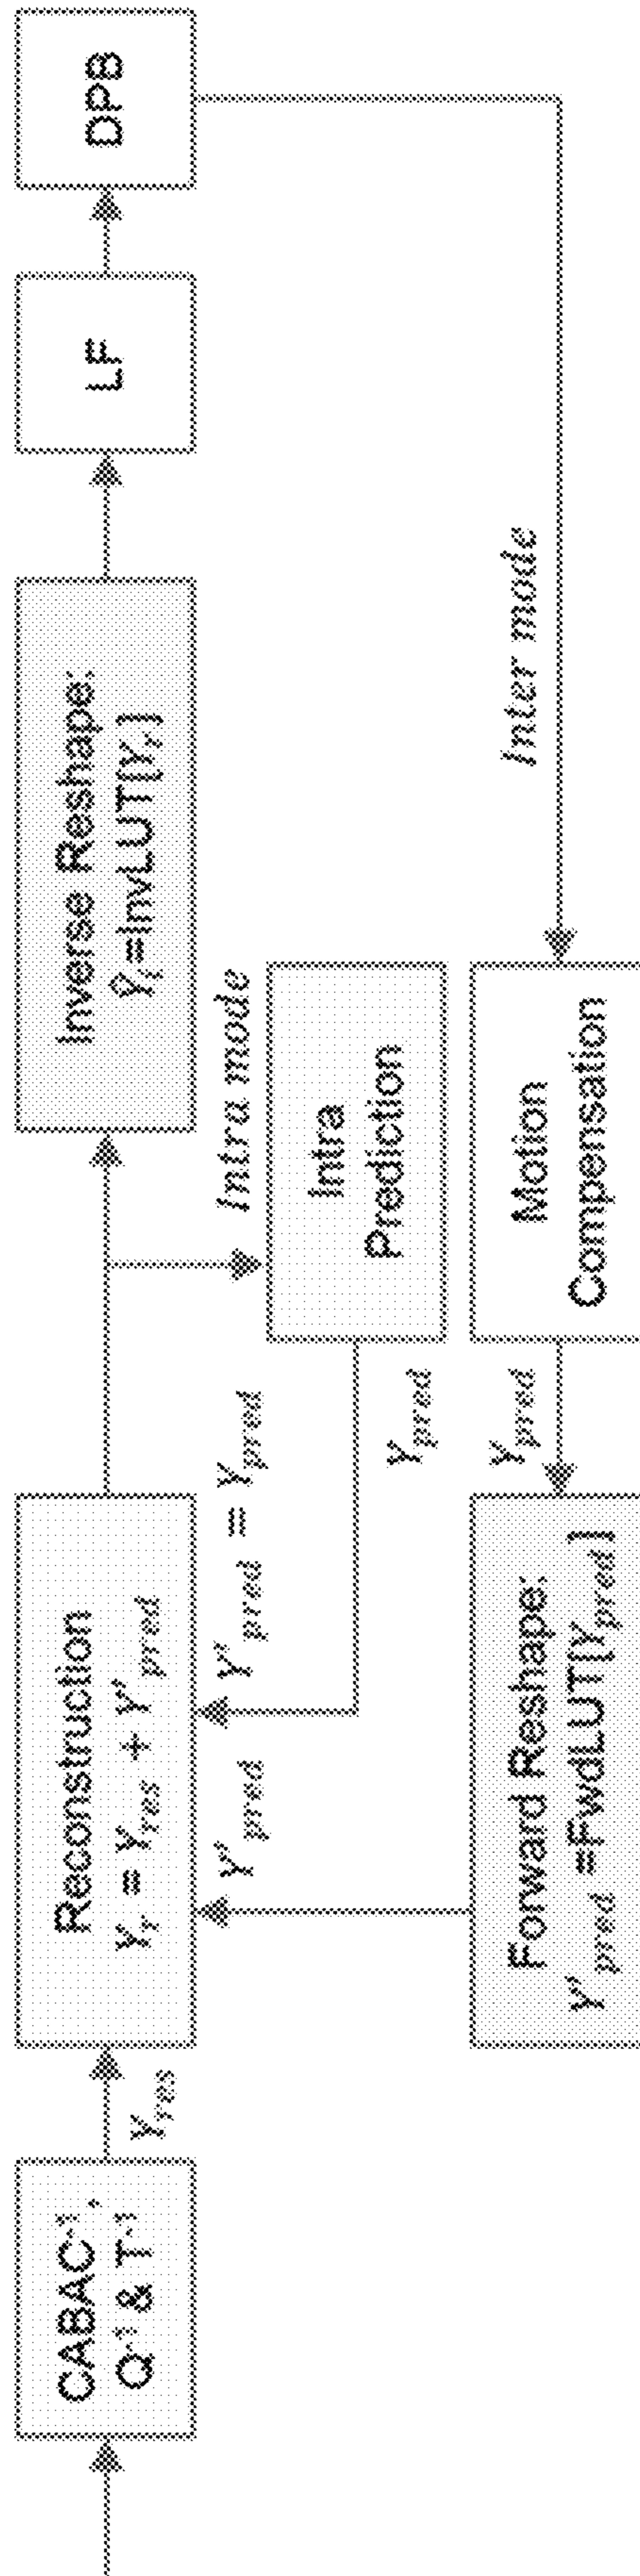 CABAC⁻¹,
Q⁻¹ & T⁻¹
Y_res
Reconstruction
Y_r = Y_res + Y'_pred
Inverse Reshape:
Ŷ_i=InvLUT[Y_r]
LF
DPB
Intra mode
Y'_pred
Y'_pred = Y_pred
Intra
Prediction
Y_pred
Inter mode
Y_pred
Forward Reshape:
Y'_pred =FwdLUT[Y_pred]
Motion
Compensation